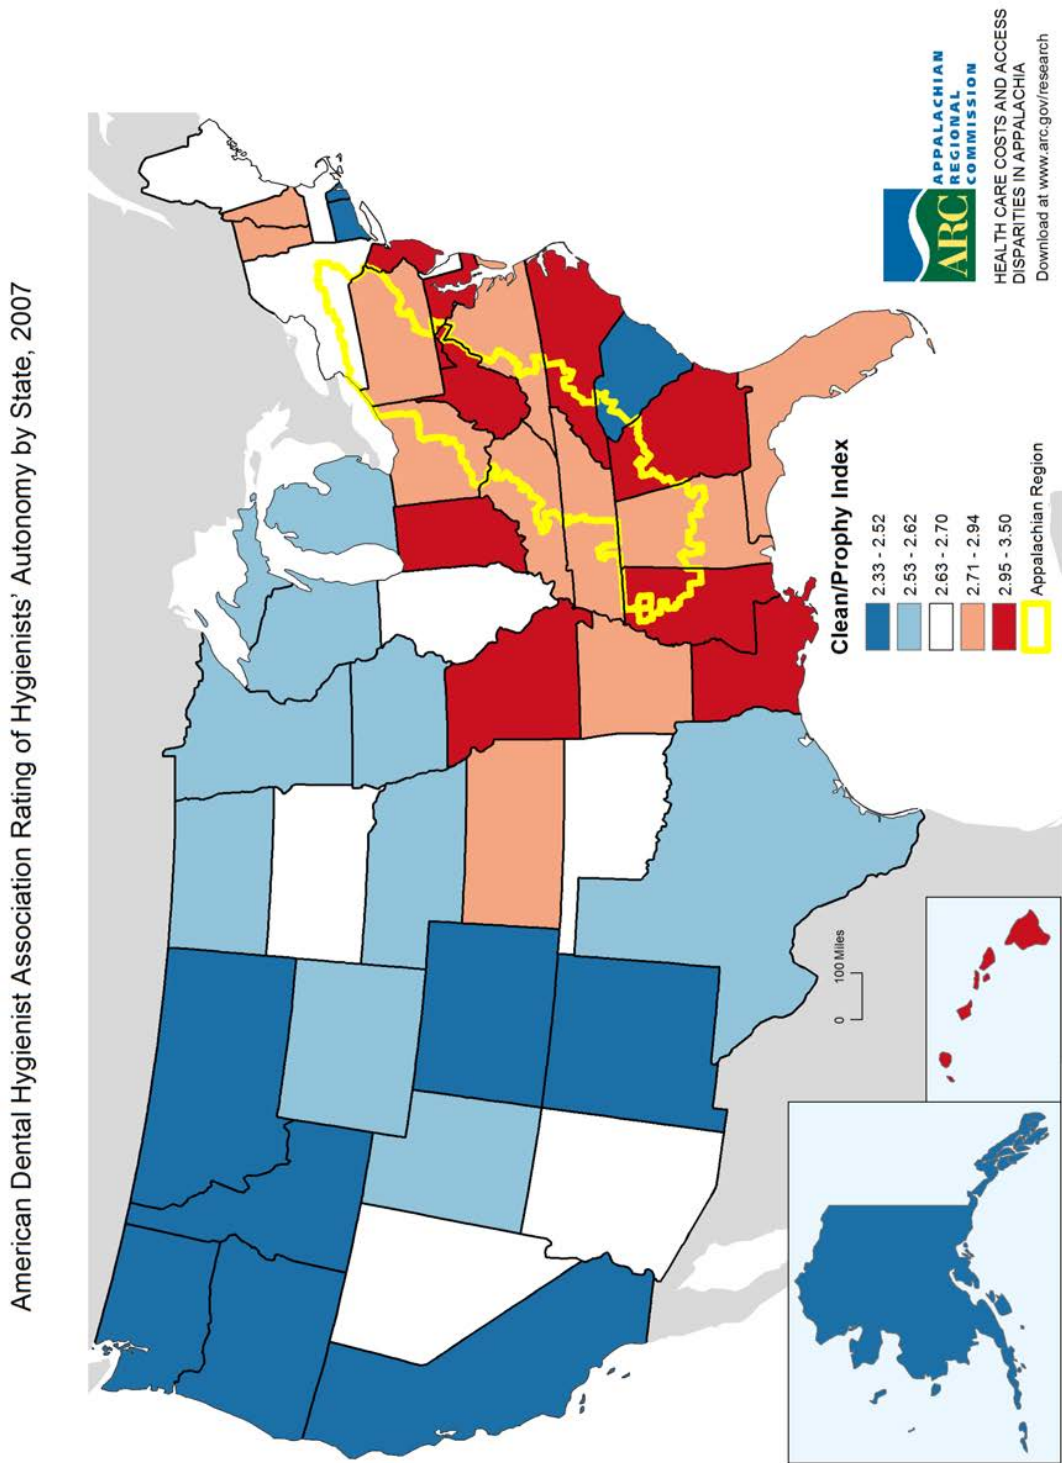 American Dental Hygienist Association Rating of Hygienists' Autonomy by State, 2007
0 100 Miles
Clean/Prophy Index
2.33 - 2.52
2.53 - 2.62
2.63 - 2.70
2.71 - 2.94
2.95 - 3.50
Appalachian Region
ARC
APPALACHIAN
REGIONAL
COMMISSION
HEALTH CARE COSTS AND ACCESS
DISPARITIES IN APPALACHIA
Download at www.arc.gov/research